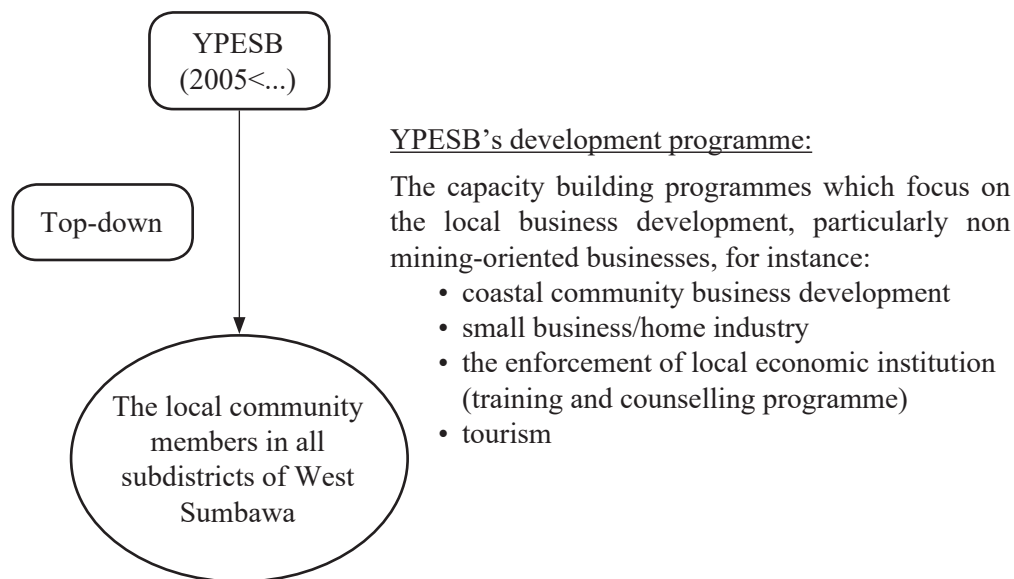 YPESB
(2005<...)
Top-down
The local community
members in all
subdistricts of West
Sumbawa
YPESB’s development programme:
The capacity building programmes which focus on
the local business development, particularly non
mining-oriented businesses, for instance:
• coastal community business development
• small business/home industry
• the enforcement of local economic institution
(training and counselling programme)
• tourism